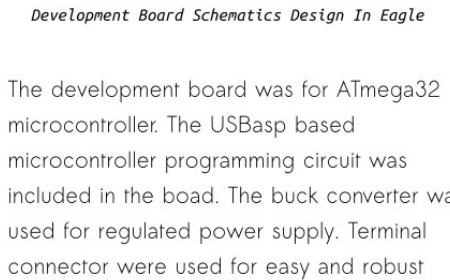 Development Board Schematics Design In Eagle
The development board was for ATmega32
microcontroller. The USBasp based
microcontroller programming circuit was
included in the boad. The buck converter wa
used for regulated power supply. Terminal
connector were used for easy and robust